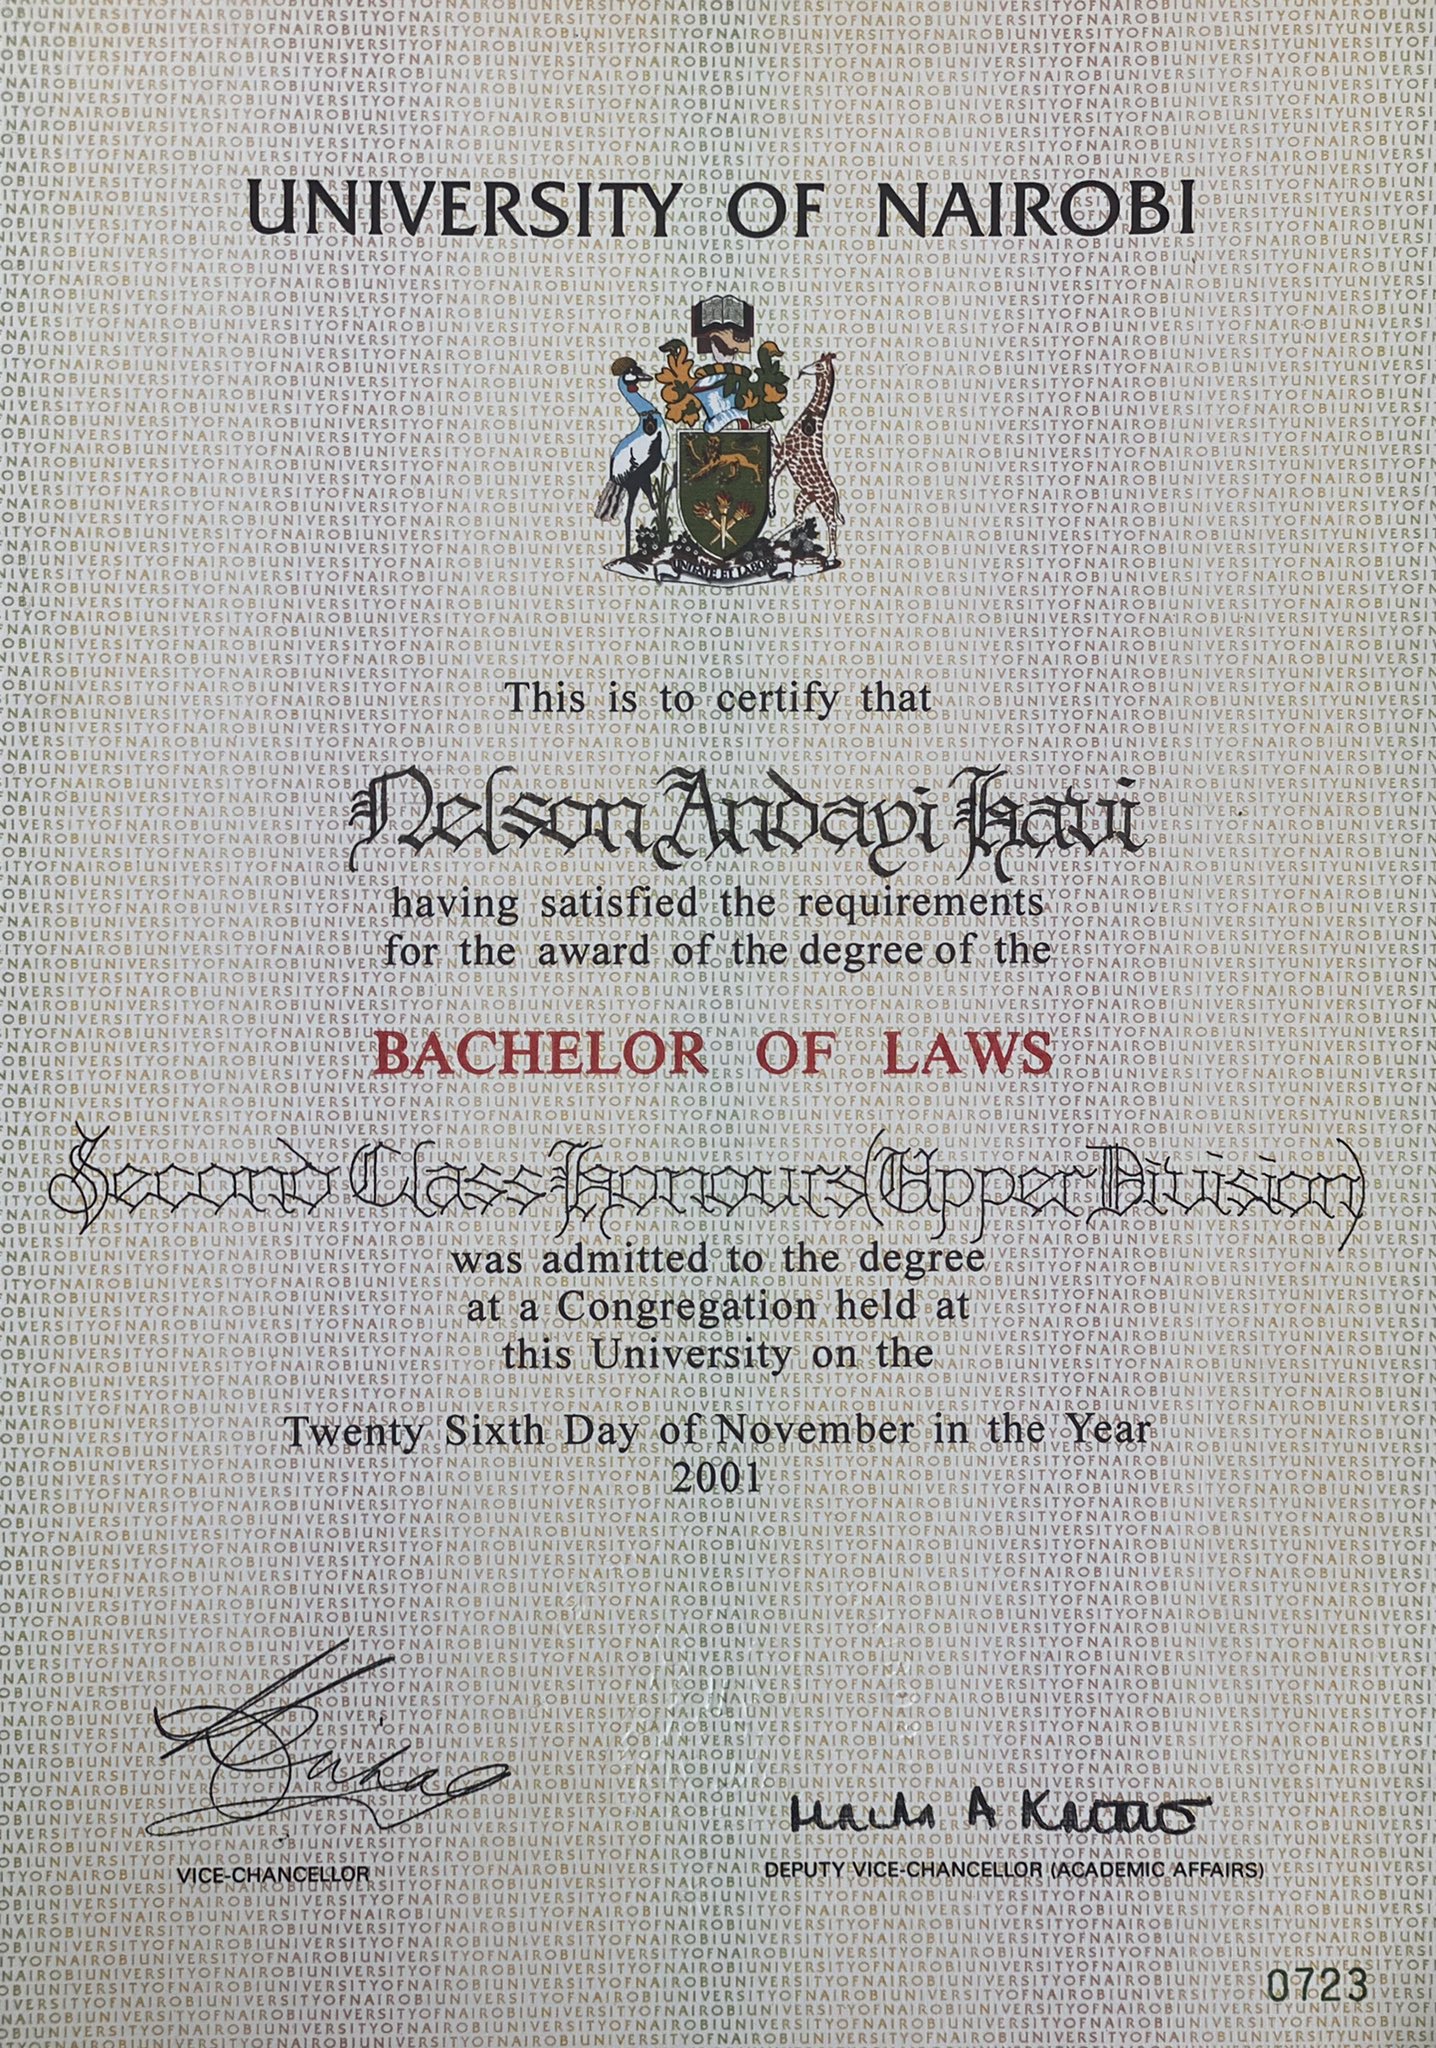 UNIVERSITY OF NAIROBI
UNITATE ET LABORE
This is to certify that
Nelson Andayi Havi
having satisfied the requirements
for the award of the degree of the
BACHELOR OF LAWS
Second Class Honours (Upper Division)
was admitted to the degree
at a Congregation held at
this University on the
Twenty Sixth Day of November in the Year
2001
VICE-CHANCELLOR
DEPUTY VICE-CHANCELLOR (ACADEMIC AFFAIRS)
0723